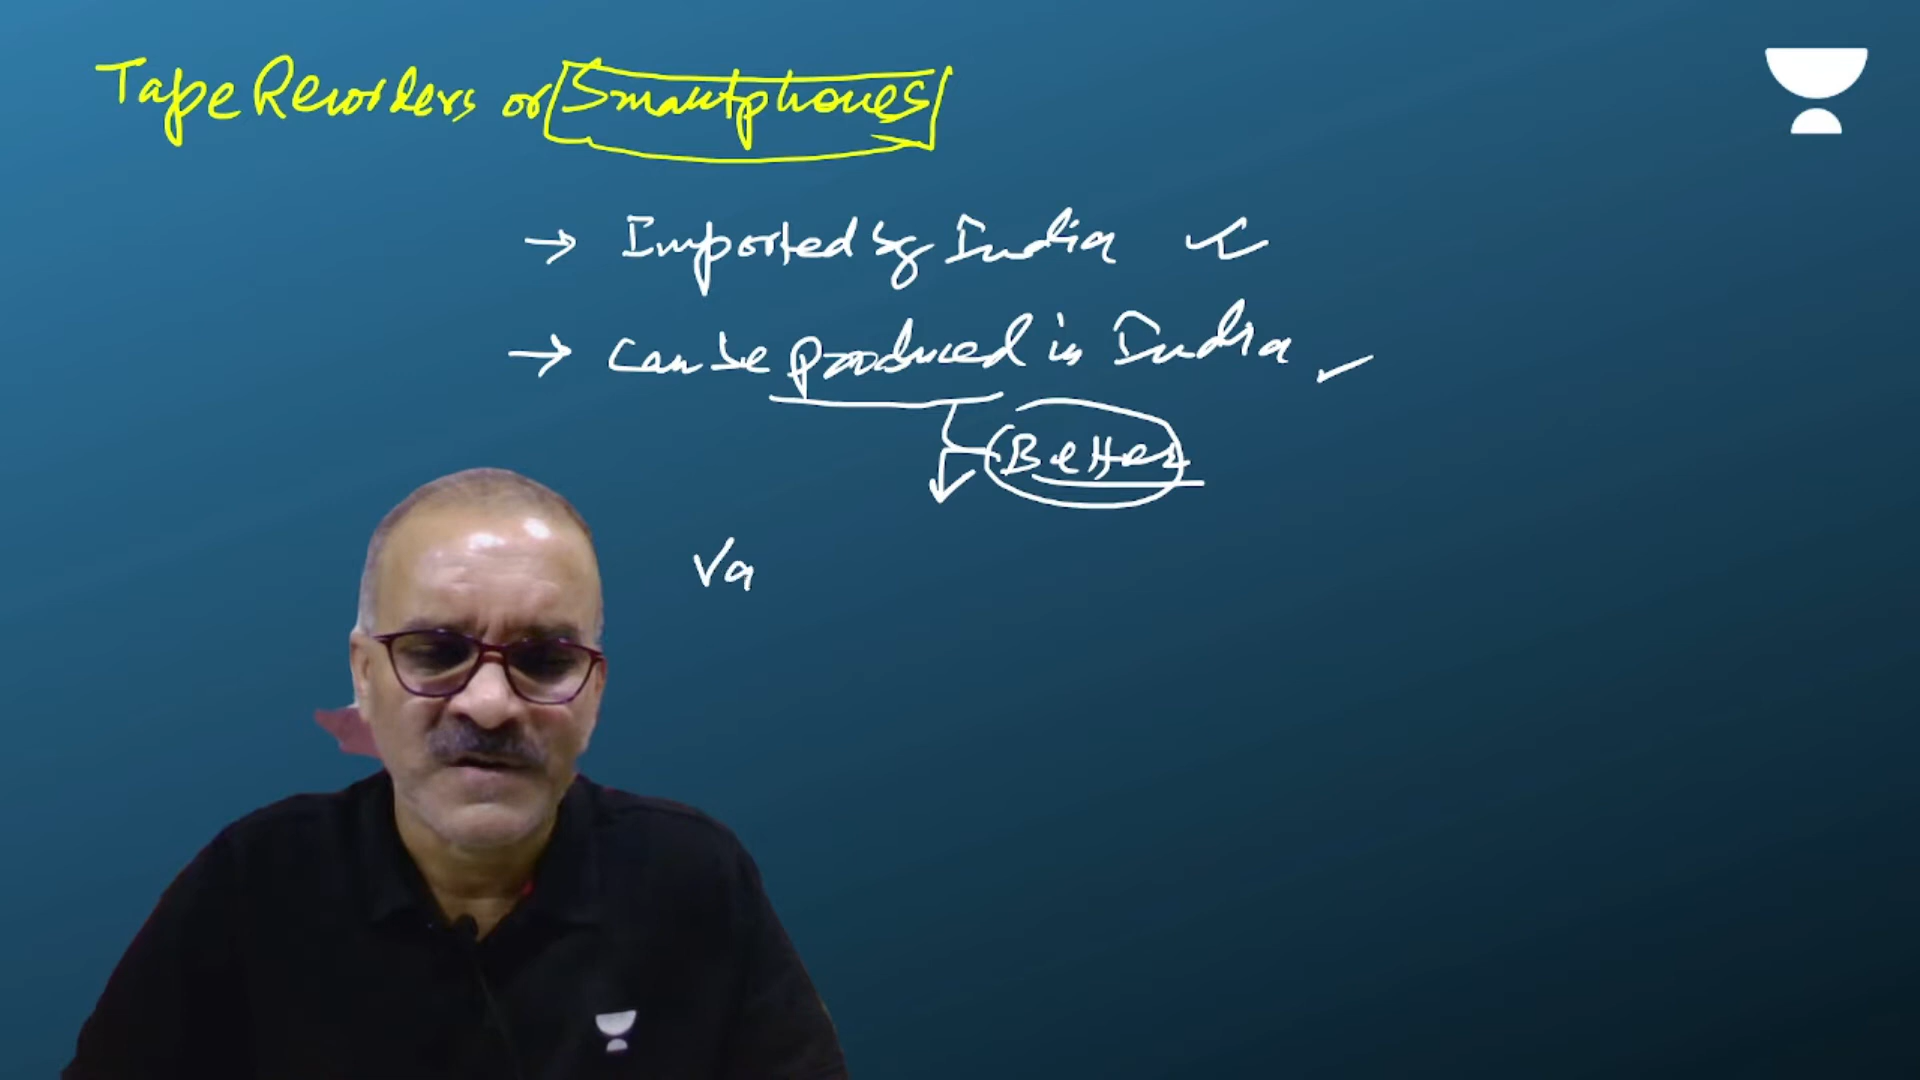 Tape Recorders or Smartphones
→ Imported by India ✓
→ can be produced in India ✓
Better
Va